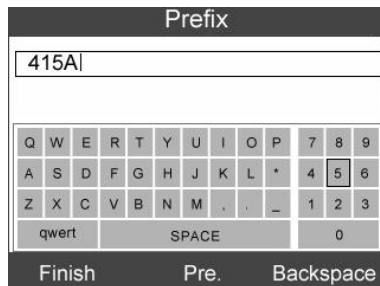 Prefix
415A
Q W E R T Y U I O P 7 8 9
A S D F G H J K L * 4 5 6
Z X C V B N M , . _ 1 2 3
qwert SPACE 0
Finish Pre. Backspace